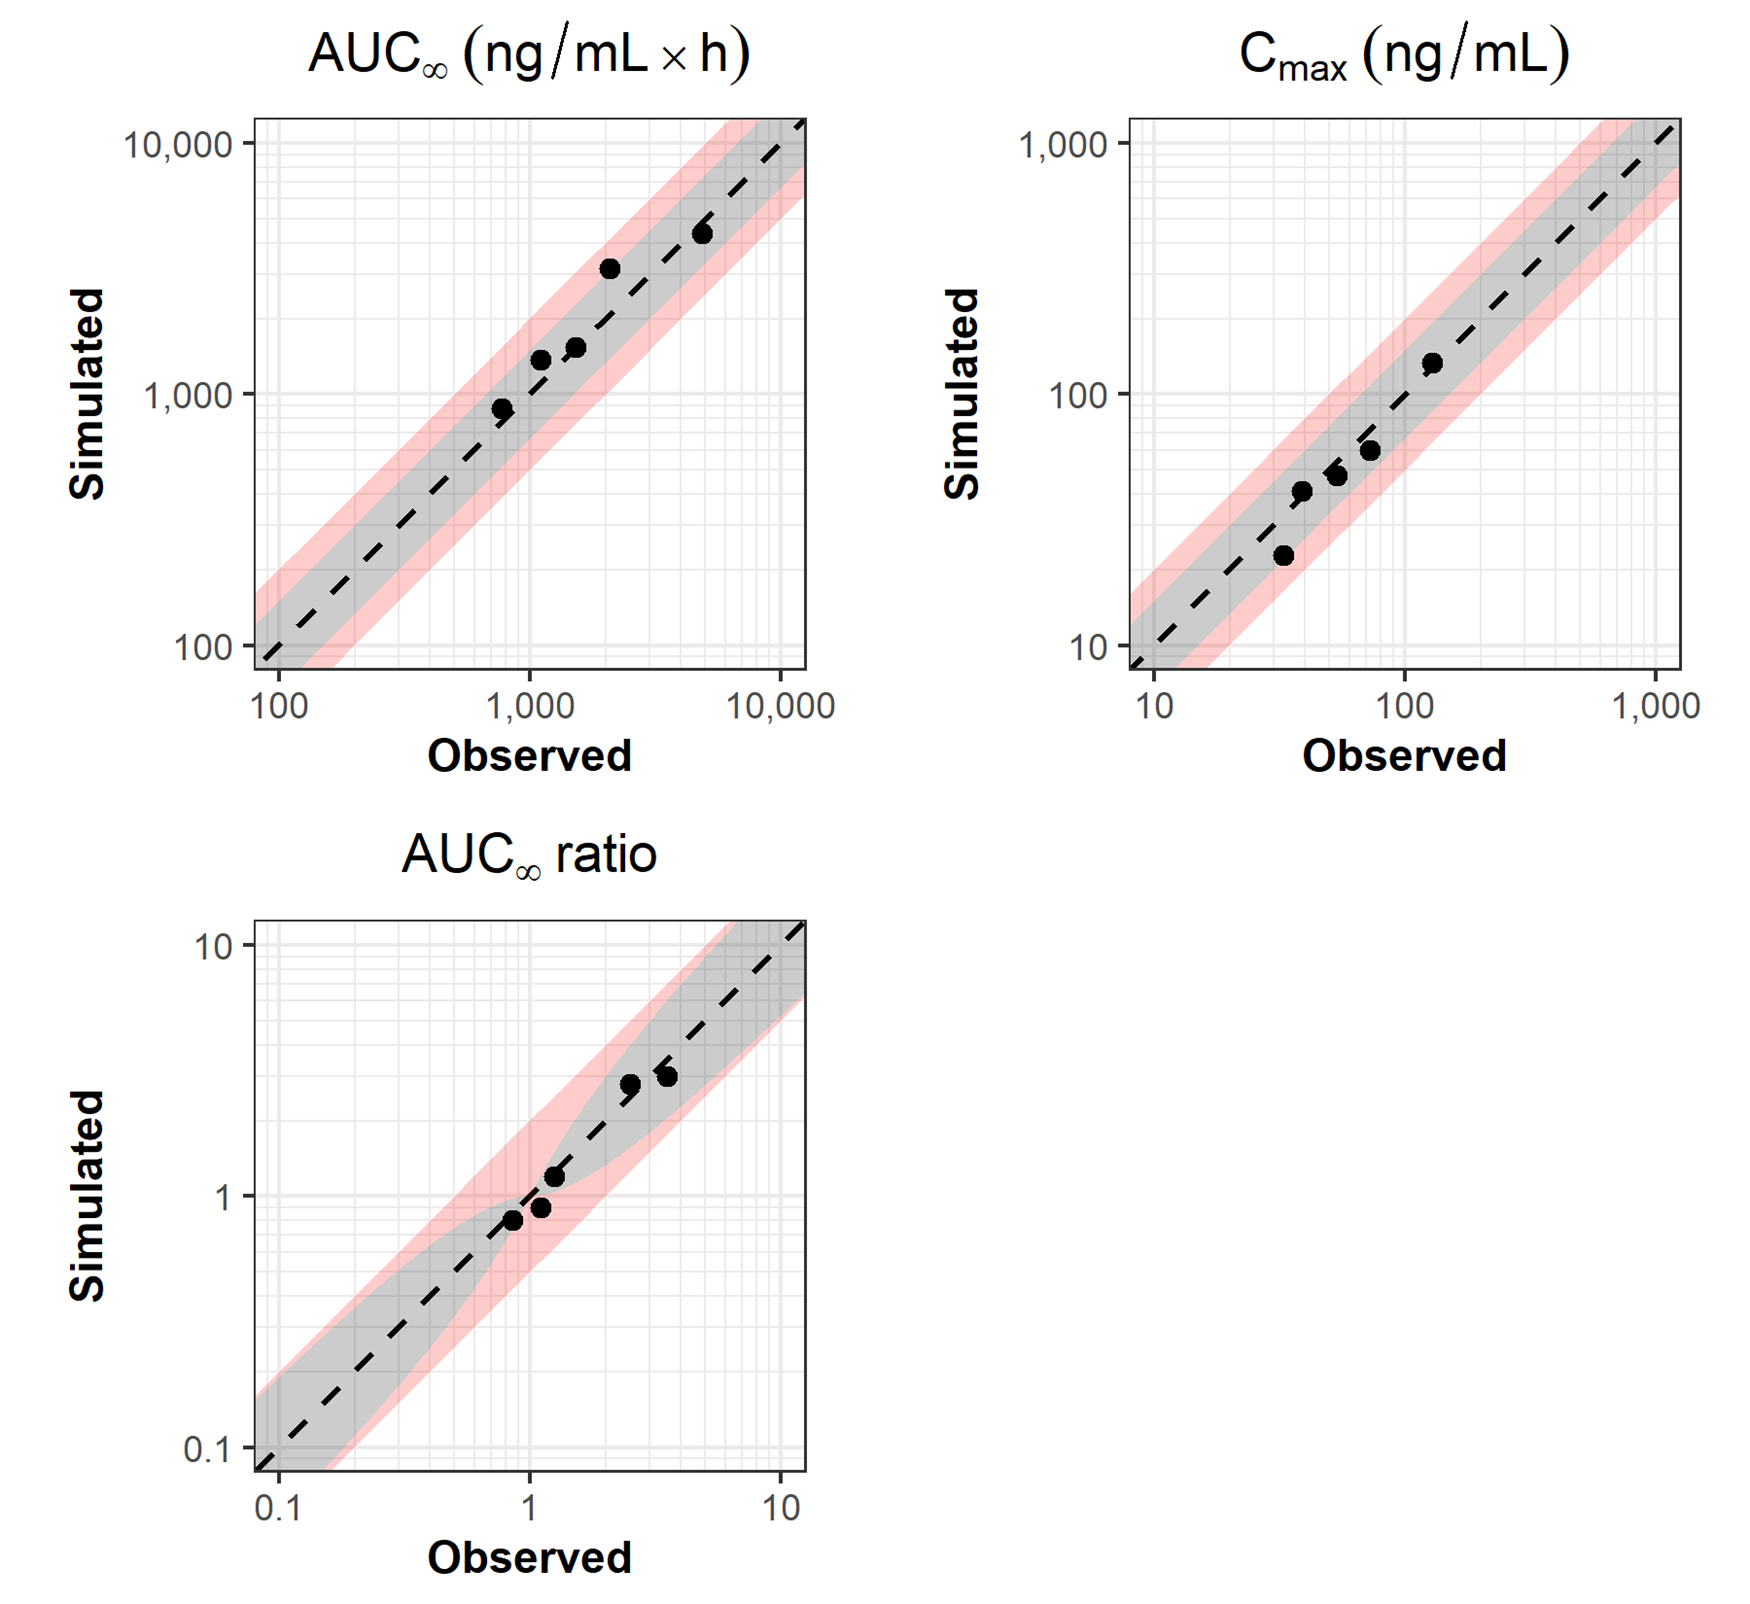 AUC∞ (ng/mL × h)
10,000
1,000
100
Simulated
100
1,000
10,000
Observed
Cmax (ng/mL)
1,000
100
10
Simulated
10
100
1,000
Observed
AUC∞ ratio
10
1
0.1
Simulated
0.1
1
10
Observed